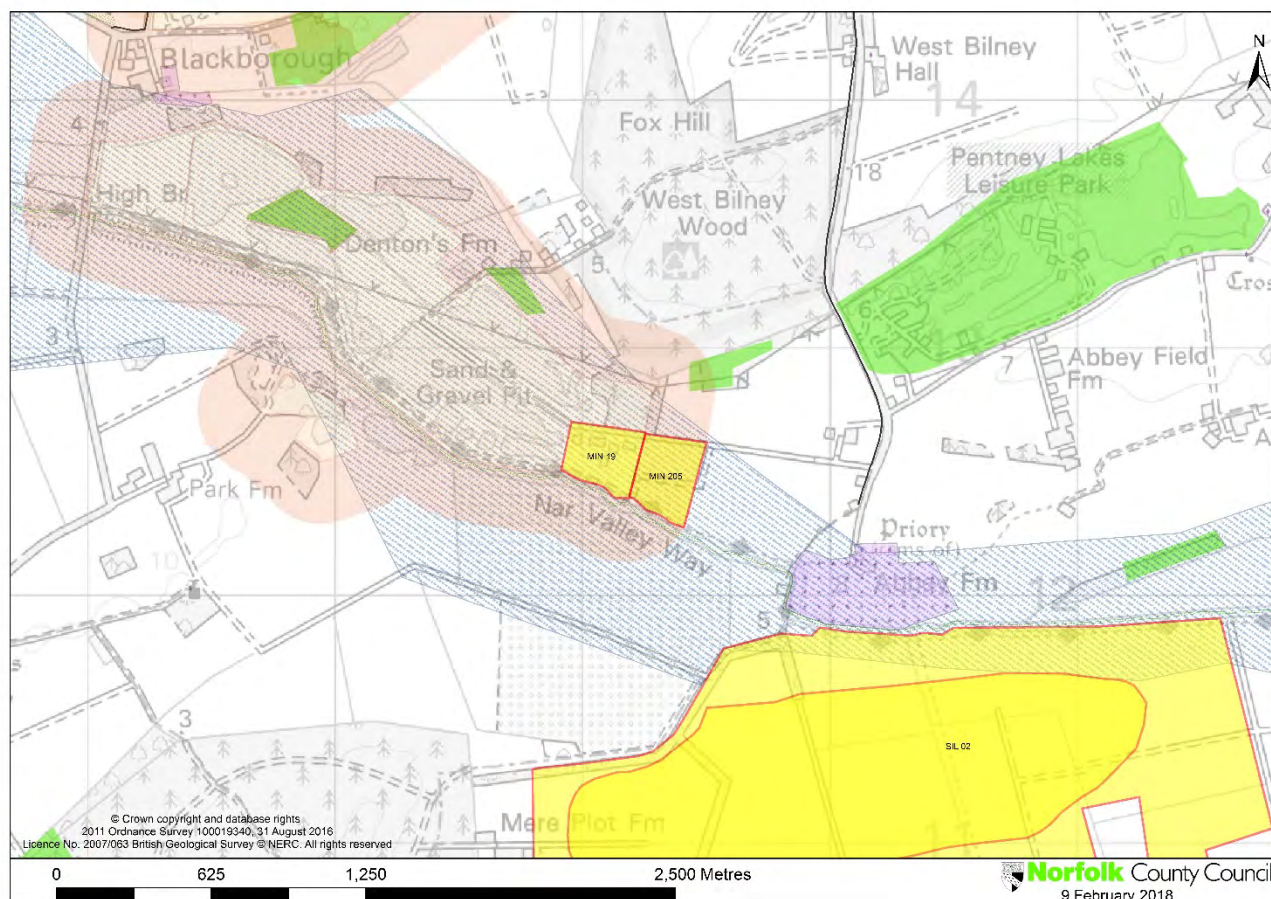 Blackborough
West Bilney
Hall
14
N
Fox Hill
4
Pentney Lakes
Leisure Park
18
High Br
West Bilney
Wood
Denton's Fm
5
6
3
7
Abbey Field
Fm
Sand & 
Gravel Pit
MIN 19
MIN 205
Park Fm
Nar Valley Way
Priory
Abbey Fm
10
12
5
3
SIL 02
Mere Plot Fm
11
© Crown copyright and database rights
2011 Ordnance Survey 100019340, 31 August 2016
Licence No. 2007/063 British Geological Survey © NERC. All rights reserved
0 625 1,250 2,500 Metres
Norfolk County Council
9 February 2018